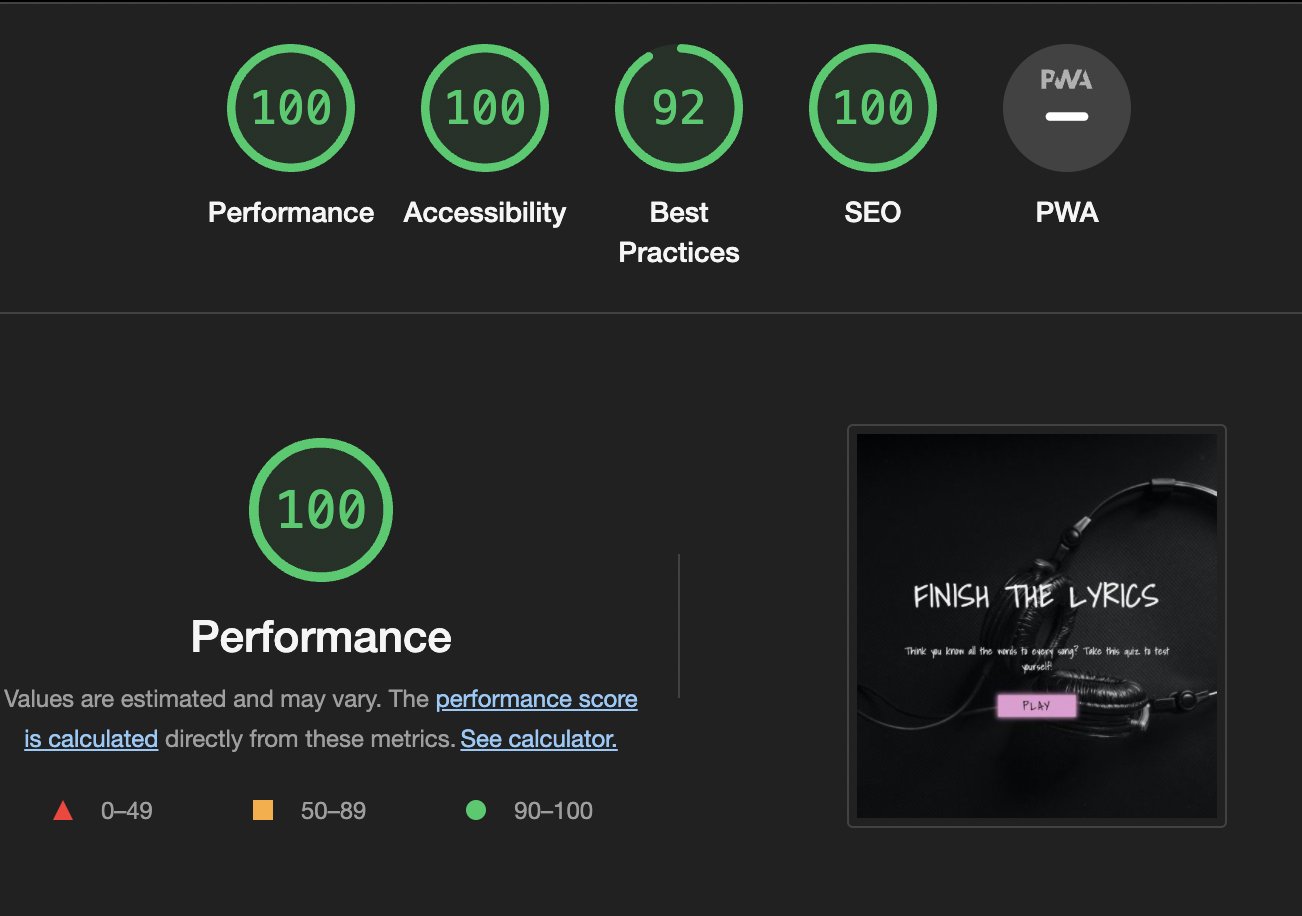 100
100
92
100
PWA
Performance
Accessibility
Best
Practices
SEO
PWA
100
Performance
Values are estimated and may vary. The performance score
is calculated directly from these metrics. See calculator.
0–49
50–89
90–100
FINISH THE LYRICS
Think you know all the words to every song? Take this quiz to test
yourself!
PLAY